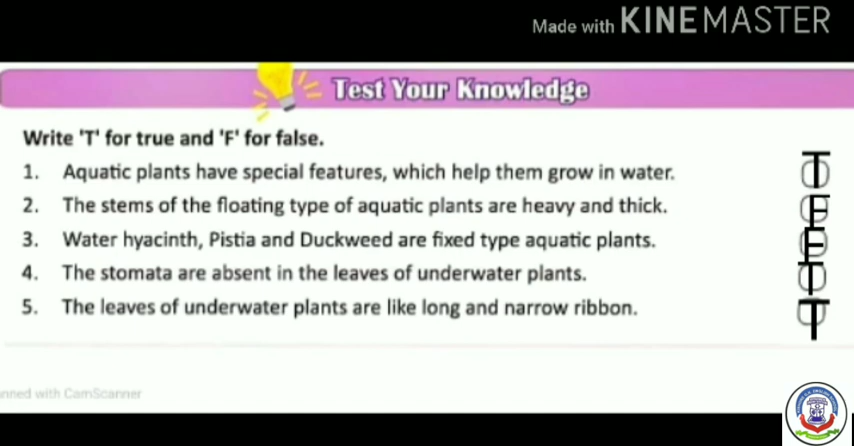 Made with KINEMASTER
Test Your Knowledge
Write 'T' for true and 'F' for false.
1. Aquatic plants have special features, which help them grow in water. T
2. The stems of the floating type of aquatic plants are heavy and thick. F
3. Water hyacinth, Pistia and Duckweed are fixed type aquatic plants. F
4. The stomata are absent in the leaves of underwater plants. T
5. The leaves of underwater plants are like long and narrow ribbon. T
nned with CamScanner